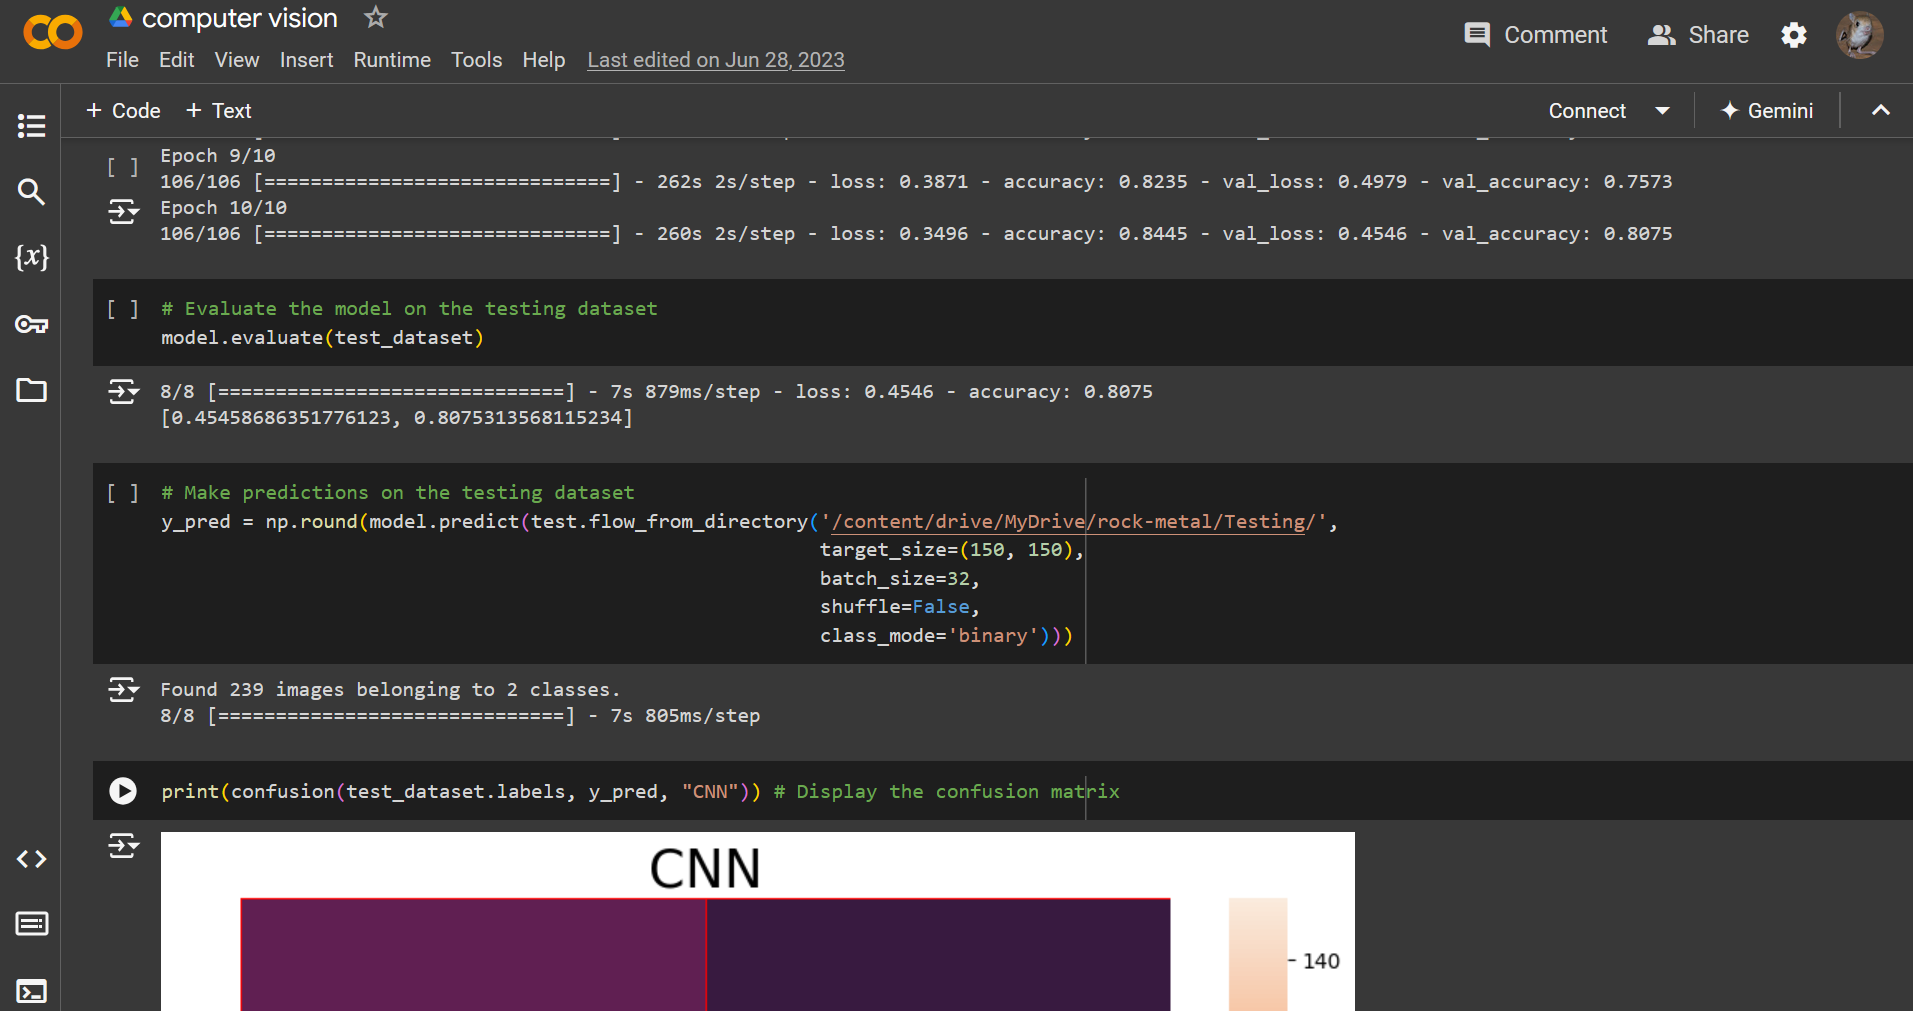 computer vision
File Edit View Insert Runtime Tools Help Last edited on Jun 28, 2023
Comment Share
+ Code + Text
Connect Gemini
[ ] Epoch 9/10
106/106 [==============================] - 262s 2s/step - loss: 0.3871 - accuracy: 0.8235 - val_loss: 0.4979 - val_accuracy: 0.7573
Epoch 10/10
106/106 [==============================] - 260s 2s/step - loss: 0.3496 - accuracy: 0.8445 - val_loss: 0.4546 - val_accuracy: 0.8075
{x}
[ ] # Evaluate the model on the testing dataset
model.evaluate(test_dataset)
8/8 [==============================] - 7s 879ms/step - loss: 0.4546 - accuracy: 0.8075
[0.45458686351776123, 0.8075313568115234]
[ ] # Make predictions on the testing dataset
y_pred = np.round(model.predict(test.flow_from_directory('/content/drive/MyDrive/rock-metal/Testing/',
target_size=(150, 150),
batch_size=32,
shuffle=False,
class_mode='binary')))
Found 239 images belonging to 2 classes.
8/8 [==============================] - 7s 805ms/step
print(confusion(test_dataset.labels, y_pred, "CNN")) # Display the confusion matrix
CNN
140